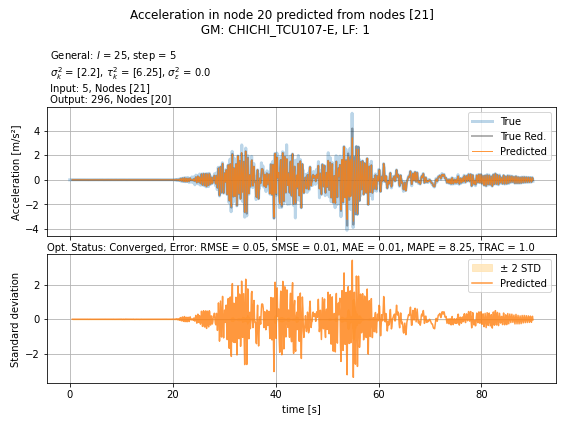 Acceleration in node 20 predicted from nodes [21]
GM: CHICHI_TCU107-E, LF: 1
General: l = 25, step = 5
σ²ₖ = [2.2], τ²ₖ = [6.25], σ²ε = 0.0
Input: 5, Nodes [21]
Output: 296, Nodes [20]
Acceleration [m/s²]
4
2
0
−2
−4
True
True Red.
Predicted
Opt. Status: Converged, Error: RMSE = 0.05, SMSE = 0.01, MAE = 0.01, MAPE = 8.25, TRAC = 1.0
Standard deviation
2
0
−2
± 2 STD
Predicted
0 20 40 60 80
time [s]